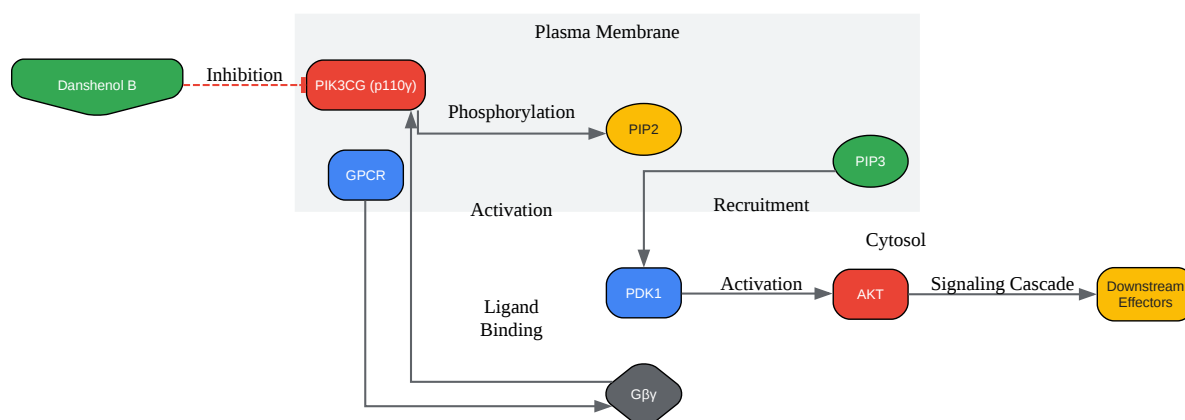 Plasma Membrane
Danshenol B
Inhibition
PIK3CG (p110γ)
Phosphorylation
PIP2
PIP3
GPCR
Activation
Recruitment
Cytosol
PDK1
Activation
AKT
Signaling Cascade
Downstream
Effectors
Ligand
Binding
Gβγ